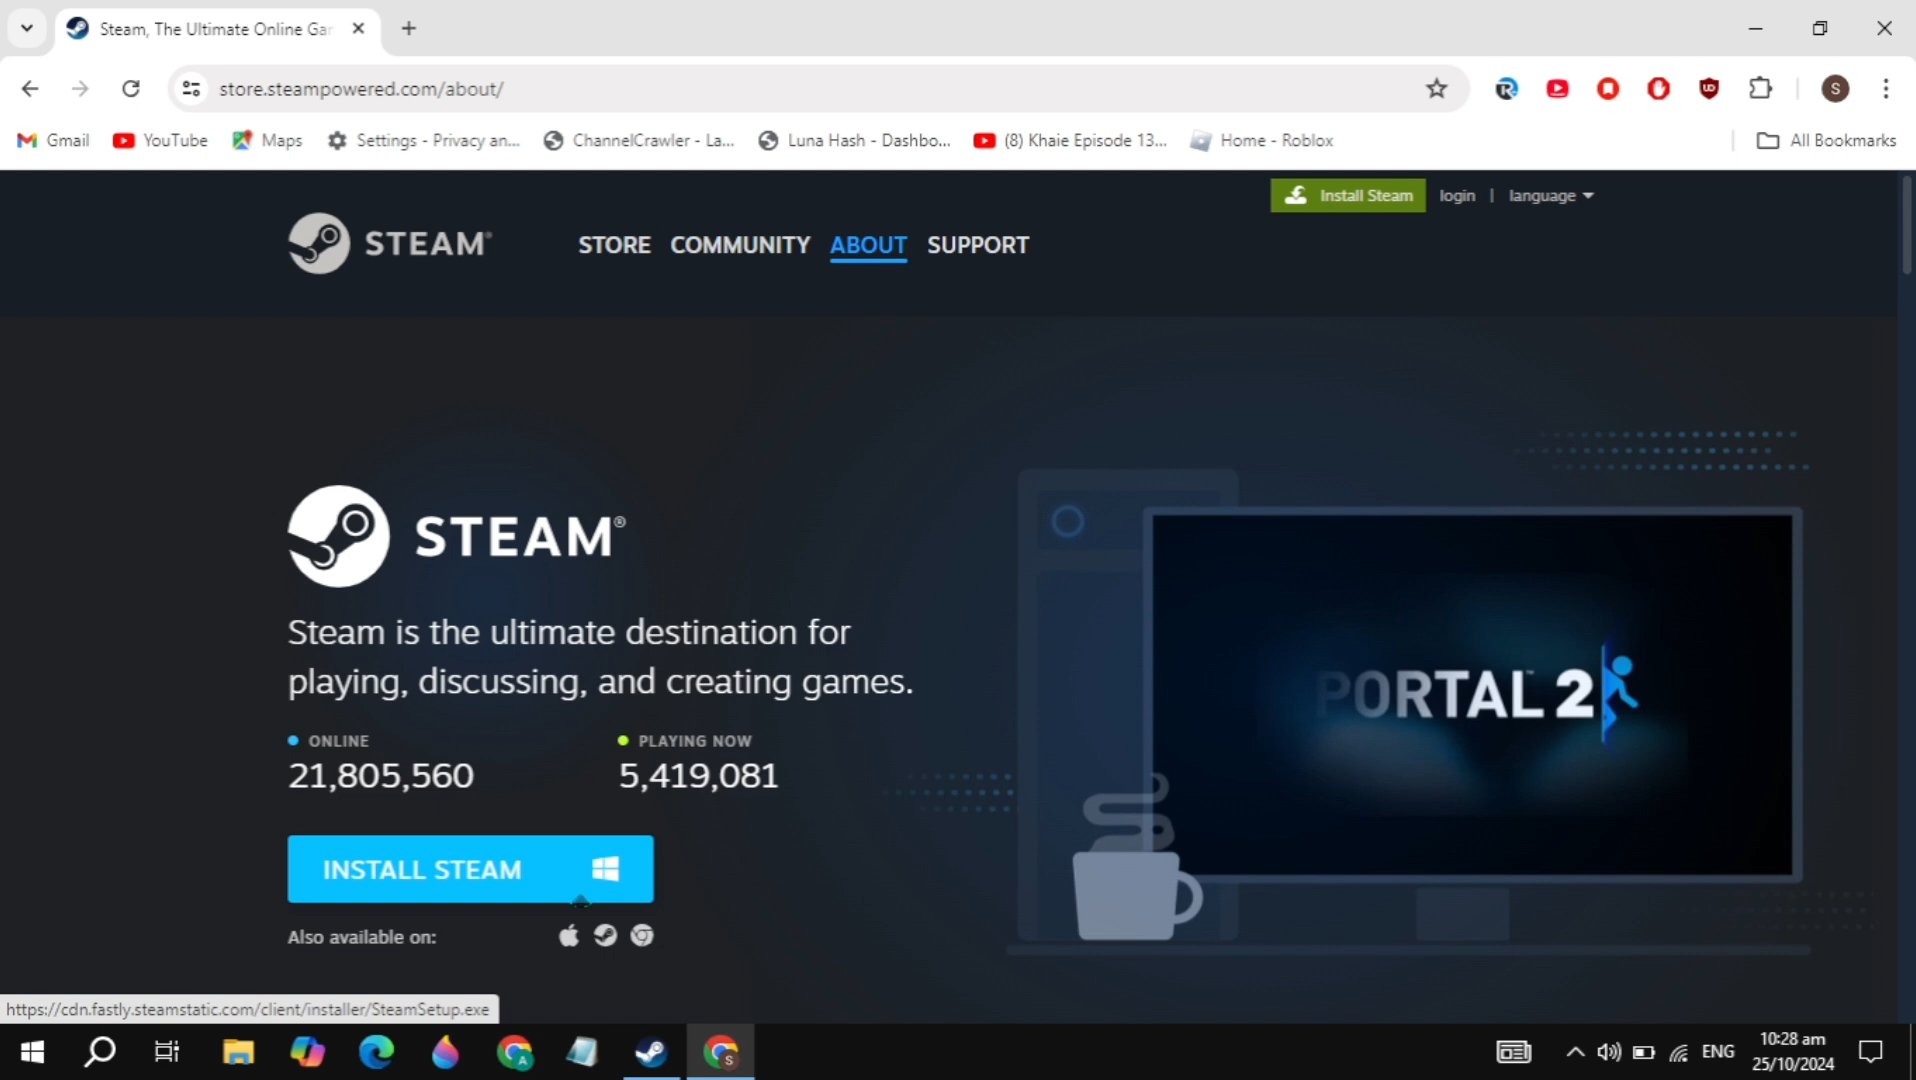 Steam, The Ultimate Online Gar
store.steampowered.com/about/
Gmail
YouTube
Maps
Settings - Privacy an...
ChannelCrawler - La...
Luna Hash - Dashbo...
(8) Khaie Episode 13...
Home - Roblox
All Bookmarks
Install Steam
login | language
STEAM®
STORE COMMUNITY ABOUT SUPPORT
STEAM®
Steam is the ultimate destination for
playing, discussing, and creating games.
ONLINE
21,805,560
PLAYING NOW
5,419,081
PORTAL 2
INSTALL STEAM
Also available on:
https://cdn.fastly.steamstatic.com/client/installer/SteamSetup.exe
ENG
10:28 am
25/10/2024